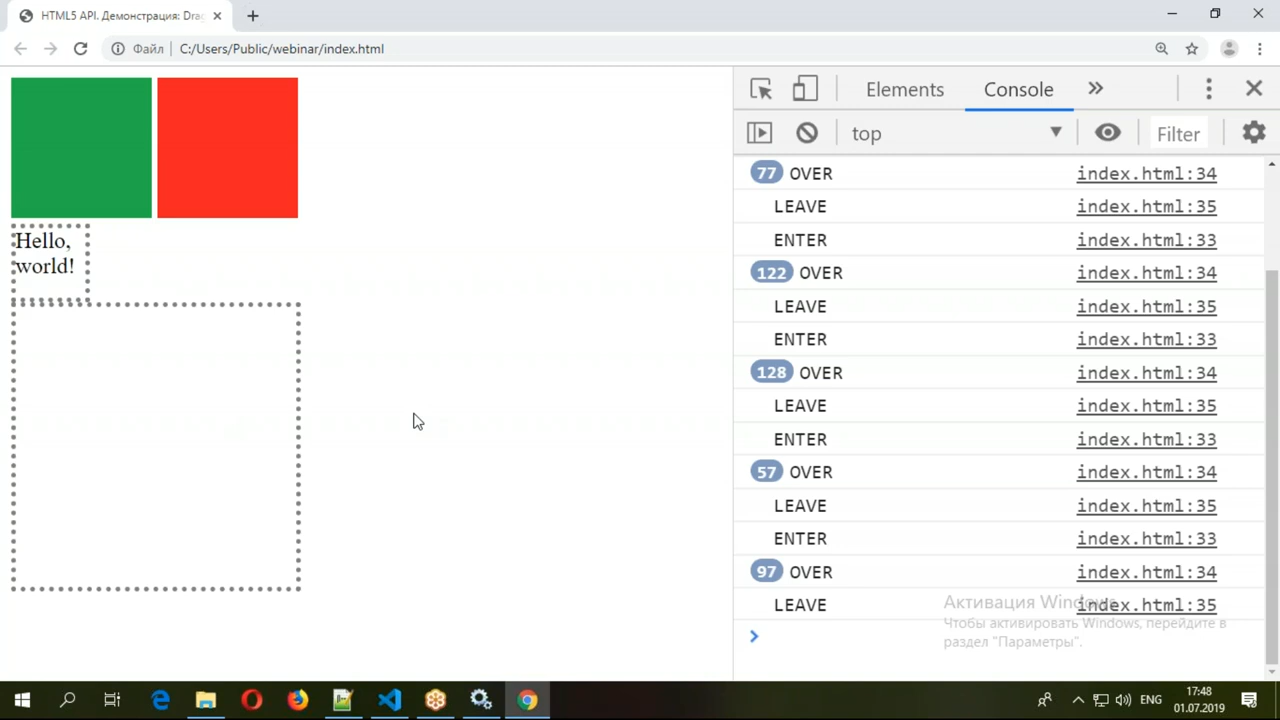 HTML5 API. Демонстрация: Dra
Файл C:/Users/Public/webinar/index.html
Hello,
world!
Elements Console
top Filter
77 OVER index.html:34
LEAVE index.html:35
ENTER index.html:33
122 OVER index.html:34
LEAVE index.html:35
ENTER index.html:33
128 OVER index.html:34
LEAVE index.html:35
ENTER index.html:33
57 OVER index.html:34
LEAVE index.html:35
ENTER index.html:33
97 OVER index.html:34
LEAVE index.html:35
Активация Windows
Чтобы активировать Windows, перейдите в
раздел "Параметры".
ENG
17:48
01.07.2019